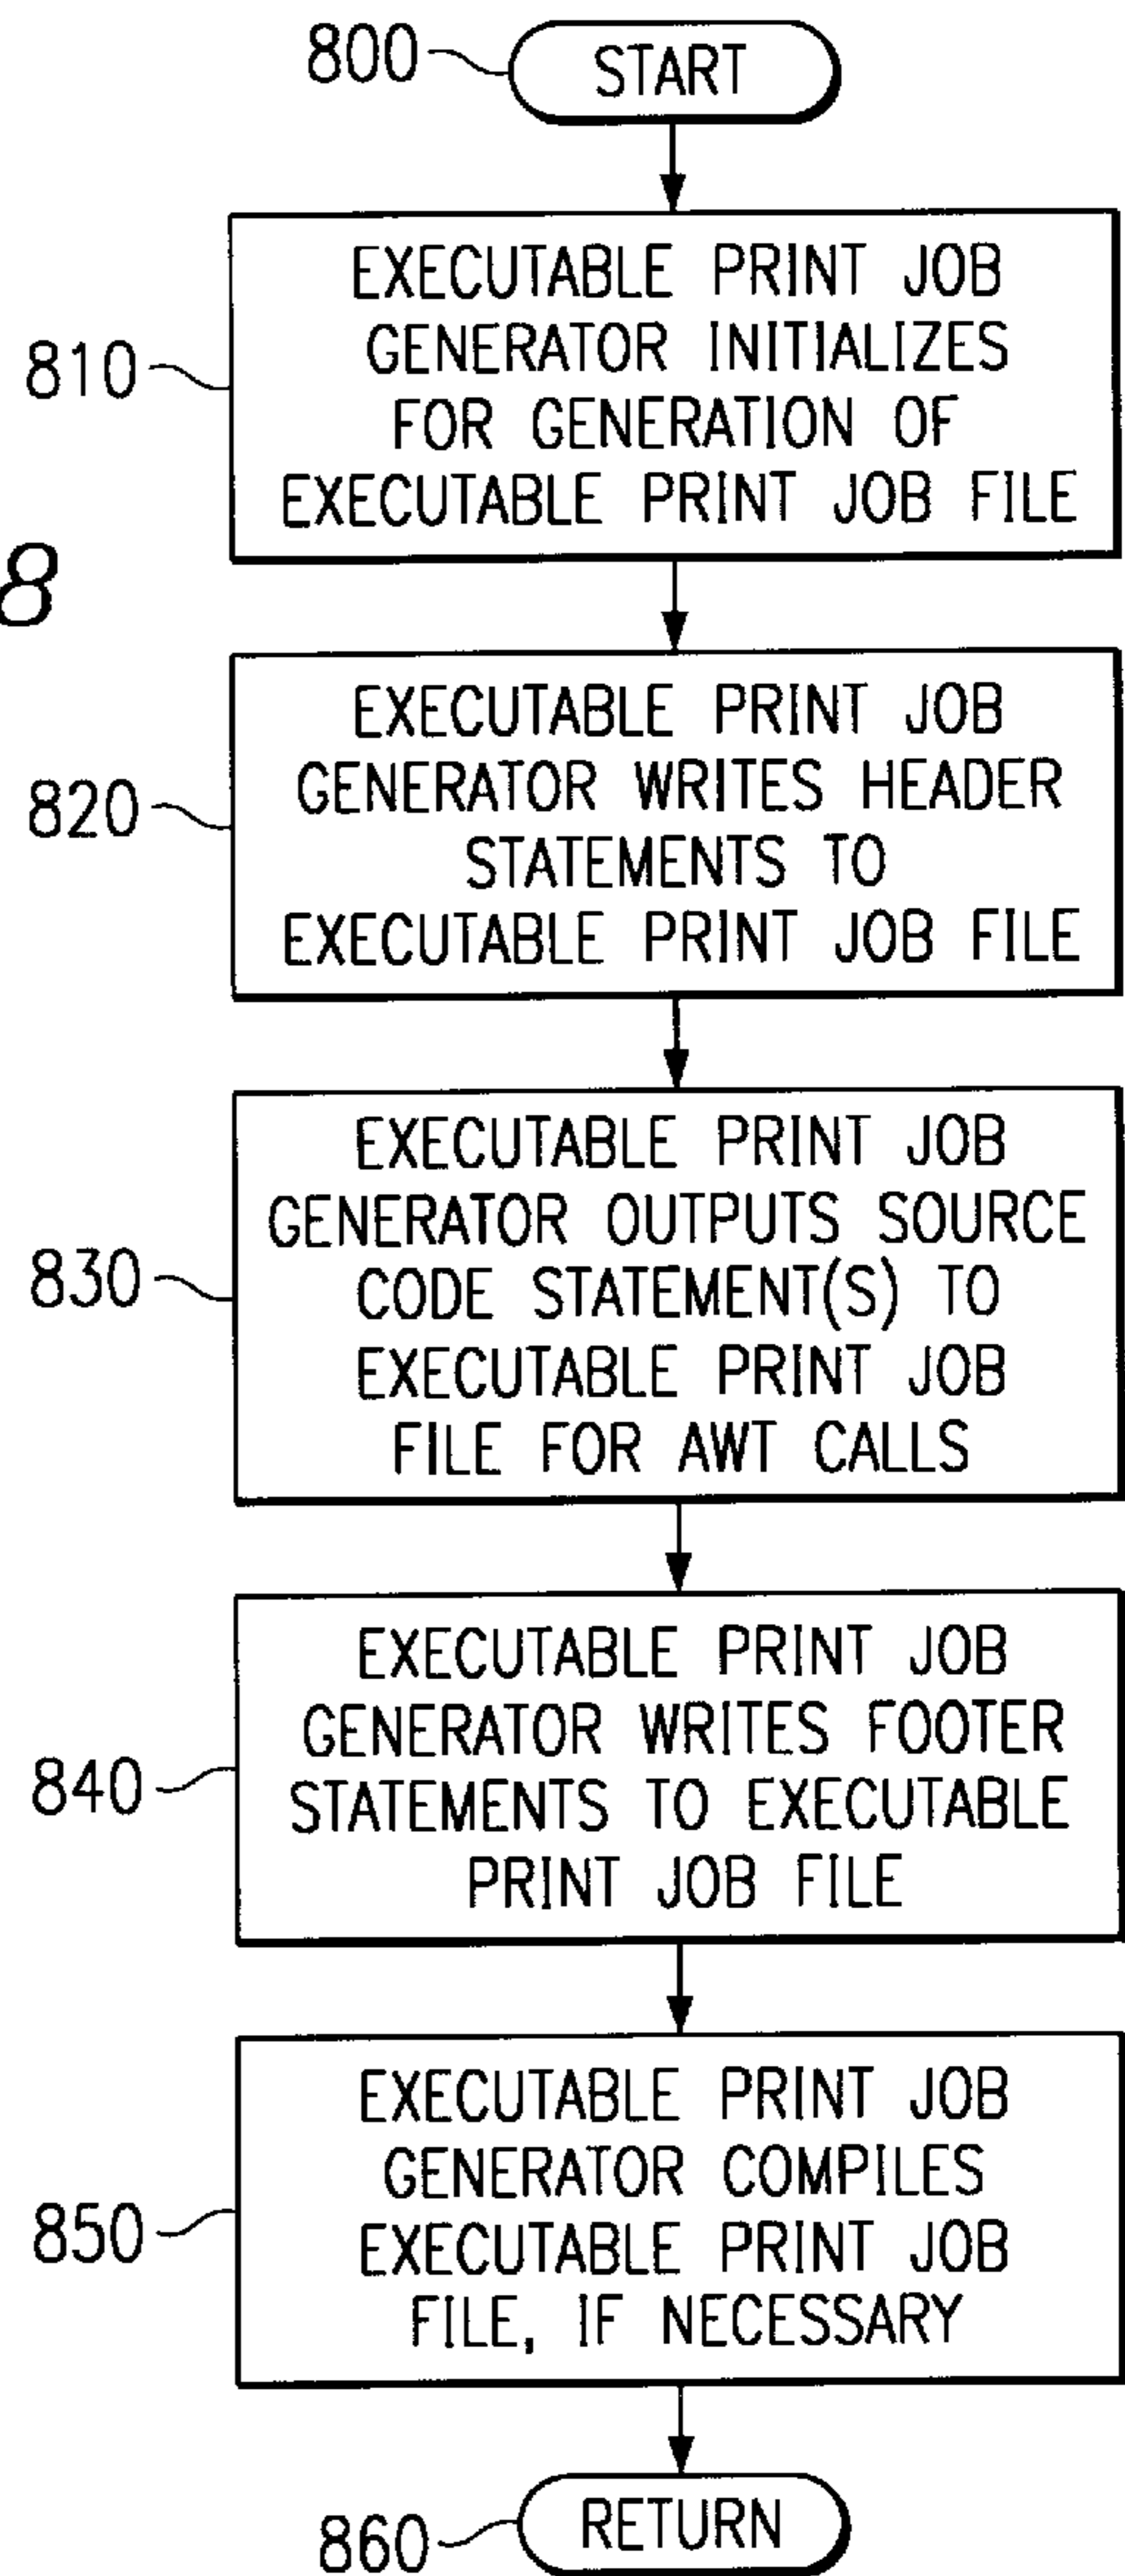 800
START
810
EXECUTABLE PRINT JOB
GENERATOR INITIALIZES
FOR GENERATION OF
EXECUTABLE PRINT JOB FILE
8
820
EXECUTABLE PRINT JOB
GENERATOR WRITES HEADER
STATEMENTS TO
EXECUTABLE PRINT JOB FILE
830
EXECUTABLE PRINT JOB
GENERATOR OUTPUTS SOURCE
CODE STATEMENT(S) TO
EXECUTABLE PRINT JOB
FILE FOR AWT CALLS
840
EXECUTABLE PRINT JOB
GENERATOR WRITES FOOTER
STATEMENTS TO EXECUTABLE
PRINT JOB FILE
850
EXECUTABLE PRINT JOB
GENERATOR COMPILES
EXECUTABLE PRINT JOB
FILE, IF NECESSARY
860
RETURN